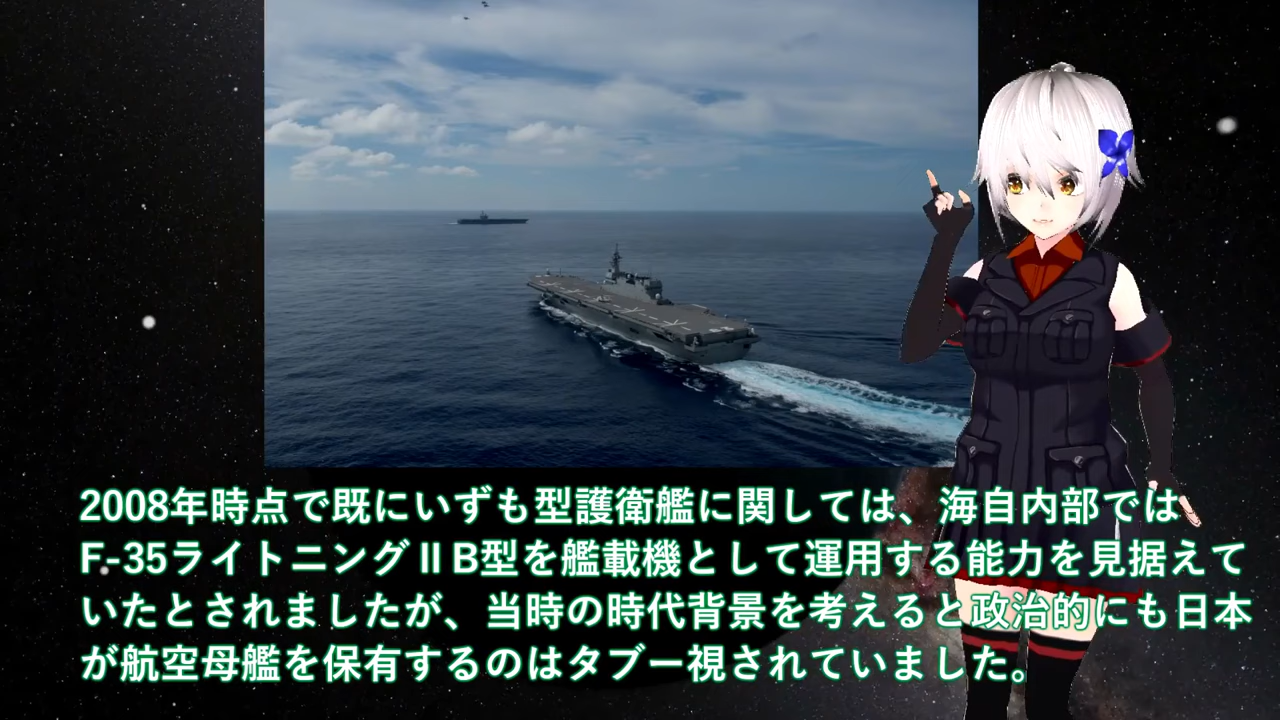 2008年時点で既にいずも型護衛艦に関しては、海自内部では
F-35ライトニングⅡB型を艦載機として運用する能力を見据えて
いたとされましたが、当時の時代背景を考えると政治的にも日本
が航空母艦を保有するのはタブー視されていました。